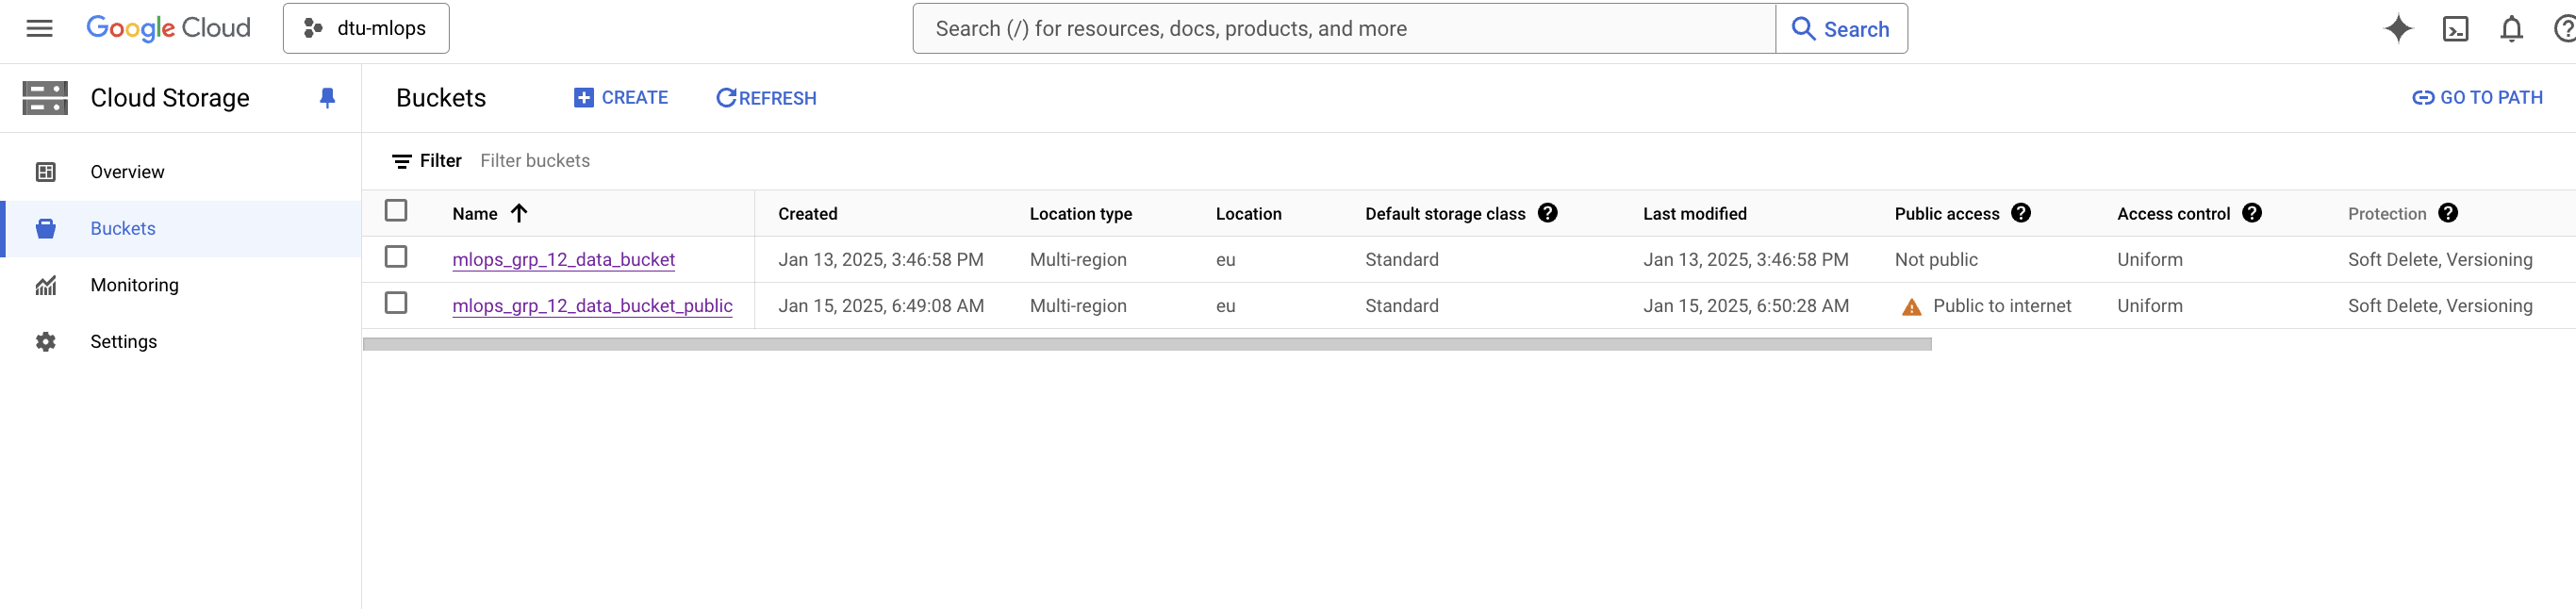 Google Cloud dtu-mlops Search (/) for resources, docs, products, and more Search
Cloud Storage Buckets CREATE REFRESH GO TO PATH
Overview
Buckets
Monitoring
Settings
Filter Filter buckets
Name Created Location type Location Default storage class Last modified Public access Access control Protection
mlops_grp_12_data_bucket Jan 13, 2025, 3:46:58 PM Multi-region eu Standard Jan 13, 2025, 3:46:58 PM Not public Uniform Soft Delete, Versioning
mlops_grp_12_data_bucket_public Jan 15, 2025, 6:49:08 AM Multi-region eu Standard Jan 15, 2025, 6:50:28 AM Public to internet Uniform Soft Delete, Versioning